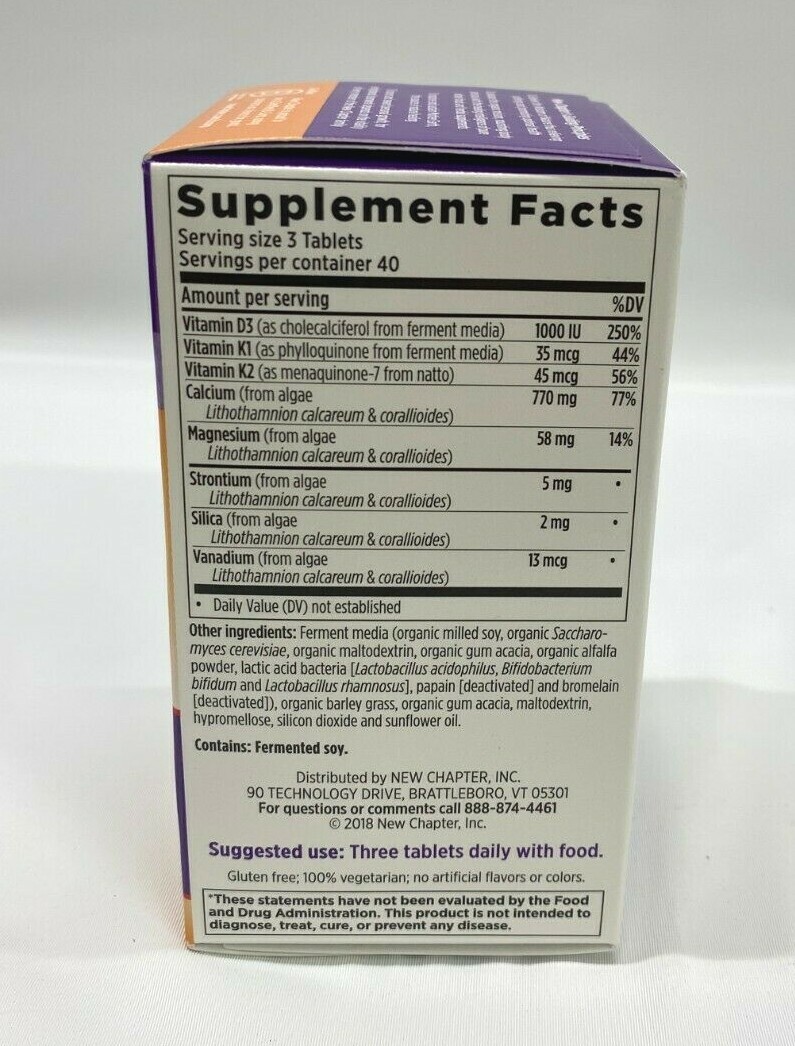 Supplement Facts
Serving size 3 Tablets
Servings per container 40
Amount per serving %DV
Vitamin D3 (as cholecalciferol from ferment media) 1000 IU 250%
Vitamin K1 (as phylloquinone from ferment media) 35 mcg 44%
Vitamin K2 (as menaquinone-7 from natto) 45 mcg 56%
Calcium (from algae 770 mg 77%
Lithothamnion calcareum & corallioides)
Magnesium (from algae 58 mg 14%
Lithothamnion calcareum & corallioides)
Strontium (from algae 5 mg •
Lithothamnion calcareum & corallioides)
Silica (from algae 2 mg •
Lithothamnion calcareum & corallioides)
Vanadium (from algae 13 mcg •
Lithothamnion calcareum & corallioides)
• Daily Value (DV) not established
Other ingredients: Ferment media (organic milled soy, organic Saccharo-
myces cerevisiae, organic maltodextrin, organic gum acacia, organic alfalfa
powder, lactic acid bacteria [Lactobacillus acidophilus, Bifidobacterium
bifidum and Lactobacillus rhamnosus], papain [deactivated] and bromelain
[deactivated]), organic barley grass, organic gum acacia, maltodextrin,
hypromellose, silicon dioxide and sunflower oil.
Contains: Fermented soy.
Distributed by NEW CHAPTER, INC.
90 TECHNOLOGY DRIVE, BRATTLEBORO, VT 05301
For questions or comments call 888-874-4461
© 2018 New Chapter, Inc.
Suggested use: Three tablets daily with food.
Gluten free; 100% vegetarian; no artificial flavors or colors.
*These statements have not been evaluated by the Food
and Drug Administration. This product is not intended to
diagnose, treat, cure, or prevent any disease.